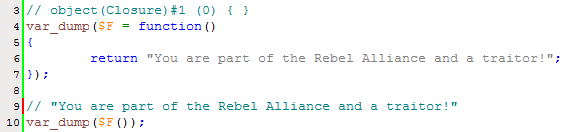 3 // object(Closure)#1 (0) { }
4 var_dump($F = function()
5 {
6 return "You are part of the Rebel Alliance and a traitor!";
7 });
8
9 // "You are part of the Rebel Alliance and a traitor!"
10 var_dump($F());